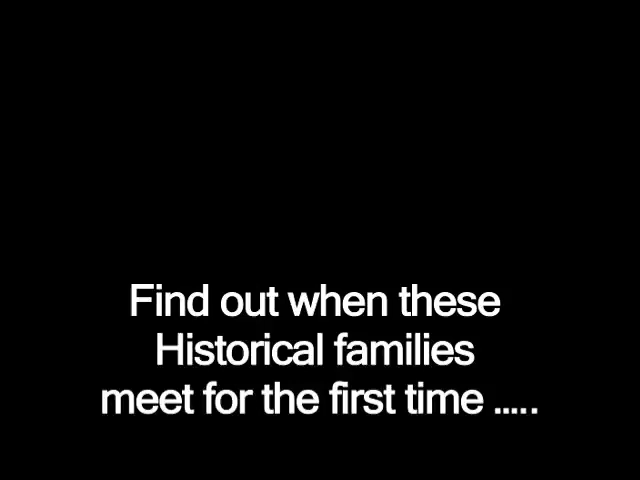 Find out when these
Historical families
meet for the first time .....